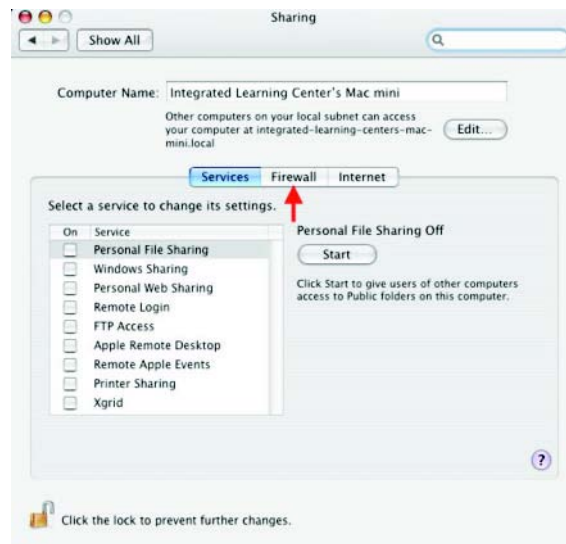 Sharing
Show All
Computer Name: Integrated Learning Center's Mac mini
Other computers on your local subnet can access
your computer at integrated-learning-centers-mac-
mini.local
Edit...
Services Firewall Internet
Select a service to change its settings.
On Service
Personal File Sharing
Windows Sharing
Personal Web Sharing
Remote Login
FTP Access
Apple Remote Desktop
Remote Apple Events
Printer Sharing
Xgrid
Personal File Sharing Off
Start
Click Start to give users of other computers
access to Public folders on this computer.
?
Click the lock to prevent further changes.